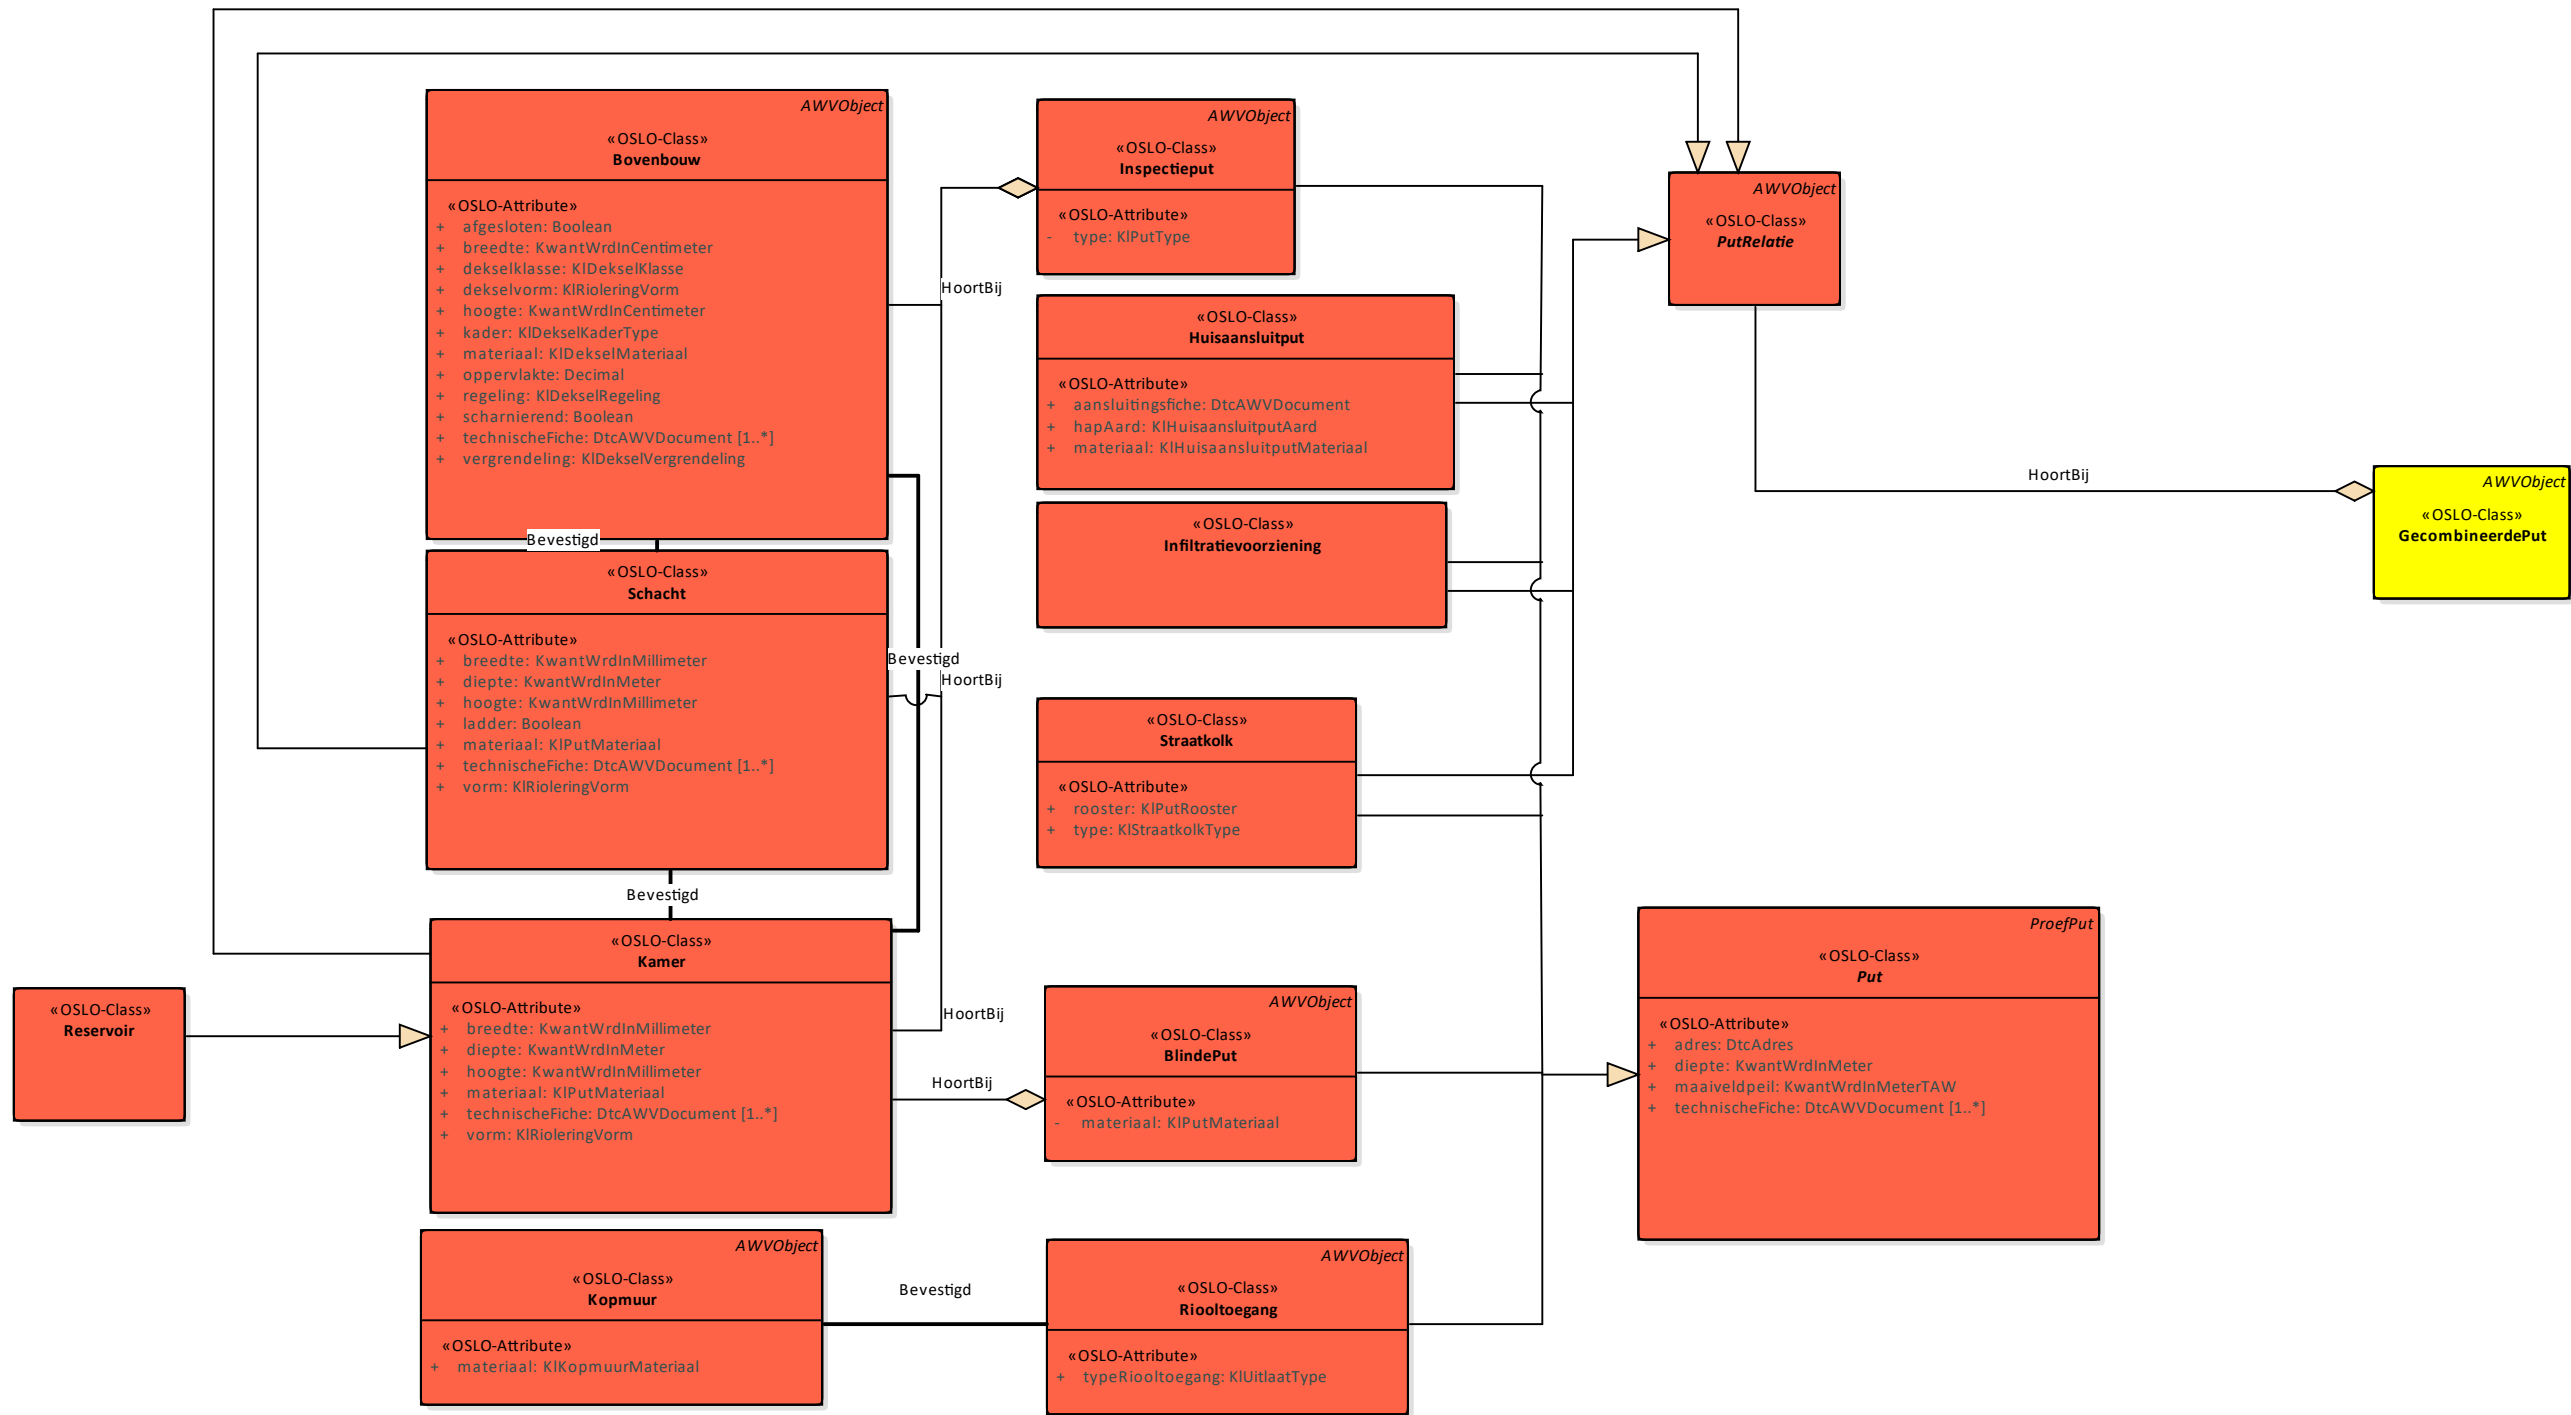 AWVObject
«OSLO-Class»
Bovenbouw
«OSLO-Attribute»
+ afgesloten: Boolean
+ breedte: KwantWrdInCentimeter
+ dekselklasse: KlDekselKlasse
+ dekselvorm: KlRioleringVorm
+ hoogte: KwantWrdInCentimeter
+ kader: KlDekselKaderType
+ materiaal: KlDekselMateriaal
+ oppervlakte: Decimal
+ regeling: KlDekselRegeling
+ scharnierend: Boolean
+ technischeFiche: DtcAWVDocument [1..*]
+ vergrendeling: KlDekselVergrendeling
Bevestigd
«OSLO-Class»
Schacht
«OSLO-Attribute»
+ breedte: KwantWrdInMillimeter
+ diepte: KwantWrdInMeter
+ hoogte: KwantWrdInMillimeter
+ ladder: Boolean
+ materiaal: KlPutMateriaal
+ technischeFiche: DtcAWVDocument [1..*]
+ vorm: KlRioleringVorm
Bevestigd
«OSLO-Class»
Kamer
«OSLO-Attribute»
+ breedte: KwantWrdInMillimeter
+ diepte: KwantWrdInMeter
+ hoogte: KwantWrdInMillimeter
+ materiaal: KlPutMateriaal
+ technischeFiche: DtcAWVDocument [1..*]
+ vorm: KlRioleringVorm
«OSLO-Class»
Reservoir
AWVObject
«OSLO-Class»
Kopmuur
«OSLO-Attribute»
+ materiaal: KlKopmuurMateriaal
HoortBij
Bevestigd
HoortBij
HoortBij
HoortBij
Bevestigd
AWVObject
«OSLO-Class»
Inspectieput
«OSLO-Attribute»
- type: KlPutType
«OSLO-Class»
Huisaansluitput
«OSLO-Attribute»
+ aansluitingsfiche: DtcAWVDocument
+ hapAard: KlHuisaansluitputAard
+ materiaal: KlHuisaansluitputMateriaal
«OSLO-Class»
Infiltratievoorziening
«OSLO-Class»
Straatkolk
«OSLO-Attribute»
+ rooster: KlPutRooster
+ type: KlStraatkolkType
AWVObject
«OSLO-Class»
BlindePut
«OSLO-Attribute»
- materiaal: KlPutMateriaal
AWVObject
«OSLO-Class»
Riooltoegang
«OSLO-Attribute»
+ typeRiooltoegang: KlUitlaatType
AWVObject
«OSLO-Class»
PutRelatie
HoortBij
AWVObject
«OSLO-Class»
GecombineerdePut
ProefPut
«OSLO-Class»
Put
«OSLO-Attribute»
+ adres: DtcAdres
+ diepte: KwantWrdInMeter
+ maaiveldpeil: KwantWrdInMeterTAW
+ technischeFiche: DtcAWVDocument [1..*]